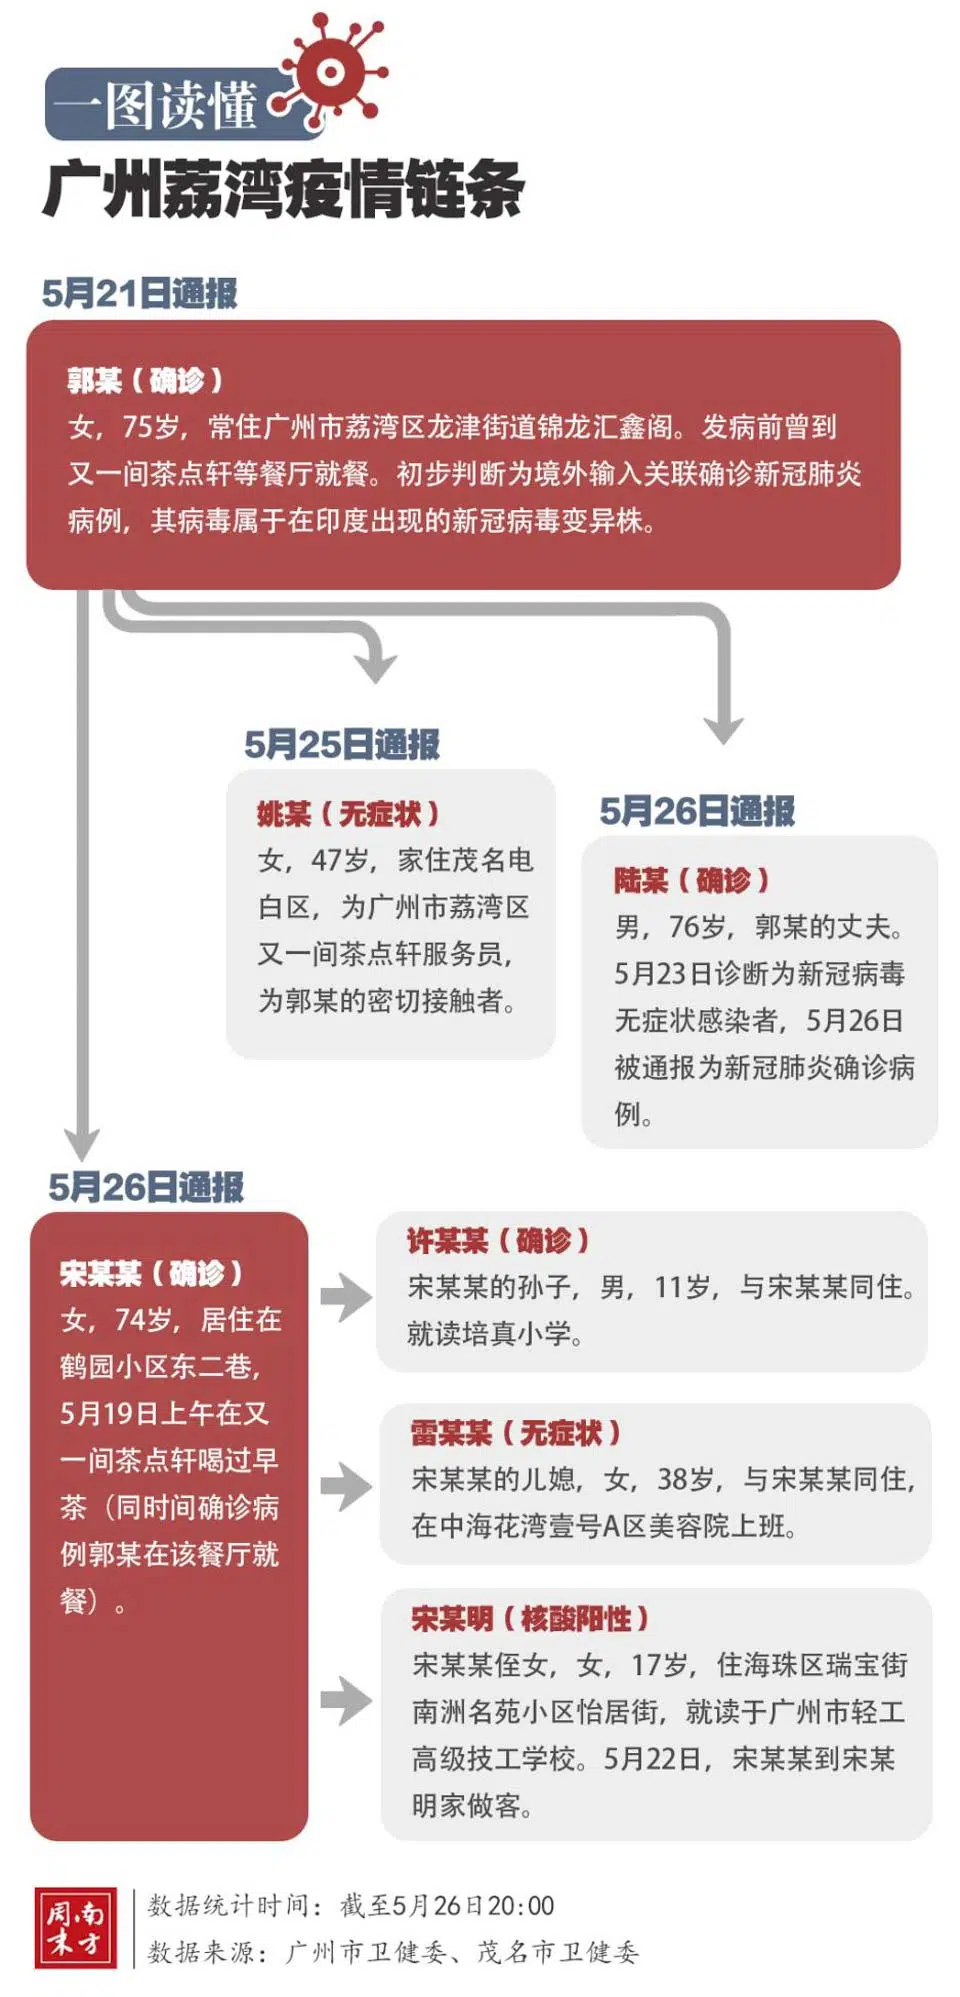 一图读懂
广州荔湾疫情链条
5月21日通报
郭某（确诊）
女，75岁，常住广州市荔湾区龙津街道锦龙汇鑫阁。发病前曾到
又一间茶点轩等餐厅就餐。初步判断为境外输入关联确诊新冠肺炎
病例，其病毒属于在印度出现的新冠病毒变异株。
5月25日通报
姚某（无症状）
女，47岁，家住茂名电
白区，为广州市荔湾区
又一间茶点轩服务员，
为郭某的密切接触者。
5月26日通报
陆某（确诊）
男，76岁，郭某的丈夫。
5月23日诊断为新冠病毒
无症状感染者，5月26日
被通报为新冠肺炎确诊病
例。
5月26日通报
宋某某（确诊）
女，74岁，居住在
鹤园小区东二巷，
5月19日上午在又
一间茶点轩喝过早
茶（同时间确诊病
例郭某在该餐厅就
餐）。
许某某（确诊）
宋某某的孙子，男，11岁，与宋某某同住。
就读培真小学。
雷某某（无症状）
宋某某的儿媳，女，38岁，与宋某某同住，
在中海花湾壹号A区美容院上班。
宋某明（核酸阳性）
宋某某侄女，女，17岁，住海珠区瑞宝街
南洲名苑小区怡居街，就读于广州市轻工
高级技工学校。5月22日，宋某某到宋某
明家做客。
南方周末
数据统计时间：截至5月26日20:00
数据来源：广州市卫健委、茂名市卫健委